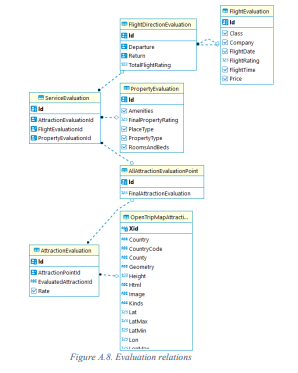 FlightEvaluation
Id
Class
Company
FlightDate
FlightRating
FlightTime
Price
FlightDirectionEvaluation
Id
Departure
Return
TotalFlightRating
ServiceEvaluation
Id
AttractionEvaluationId
FlightEvaluationId
PropertyEvaluationId
PropertyEvaluation
Id
Amenities
FinalPropertyRating
PlaceType
PropertyType
RoomsAndBeds
AllAttractionEvaluationPoint
Id
FinalAttractionEvaluation
AttractionEvaluation
Id
AttractionPointId
EvaluatedAttractionId
Rate
OpenTripMapAttracti...
Xid
Country
CountryCode
County
Geometry
Height
Html
Image
Kinds
Lat
LatMax
LatMin
Lon
Figure A.8. Evaluation relations